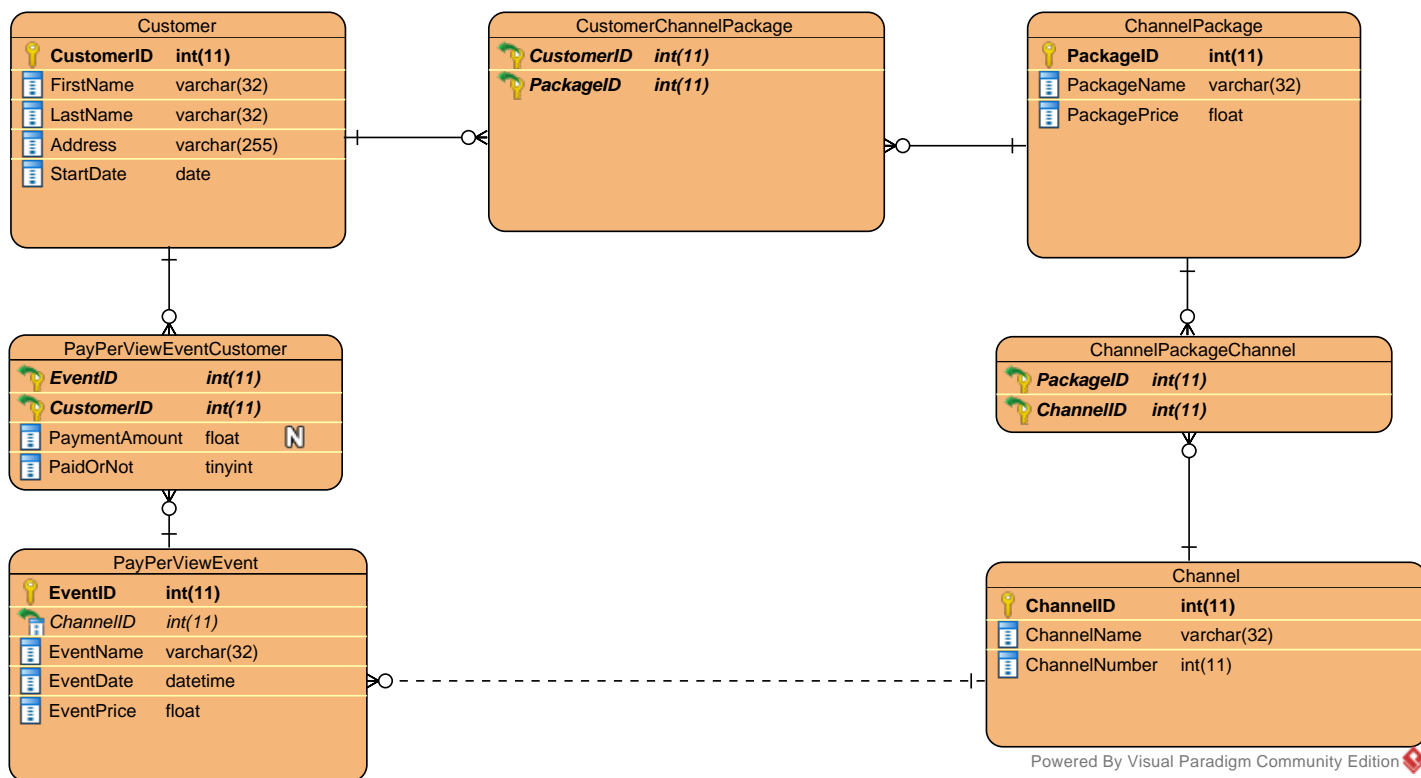 Customer
CustomerID int(11)
FirstName varchar(32)
LastName varchar(32)
Address varchar(255)
StartDate date
CustomerChannelPackage
CustomerID int(11)
PackageID int(11)
ChannelPackage
PackageID int(11)
PackageName varchar(32)
PackagePrice float
PayPerViewEventCustomer
EventID int(11)
CustomerID int(11)
PaymentAmount float N
PaidOrNot tinyint
ChannelPackageChannel
PackageID int(11)
ChannelID int(11)
PayPerViewEvent
EventID int(11)
ChannelID int(11)
EventName varchar(32)
EventDate datetime
EventPrice float
Channel
ChannelID int(11)
ChannelName varchar(32)
ChannelNumber int(11)
Powered By Visual Paradigm Community Edition